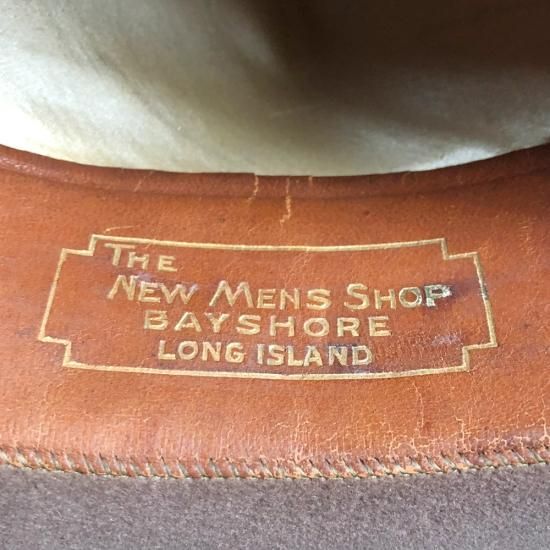 THE
NEW MENS SHOP
BAYSHORE
LONG ISLAND